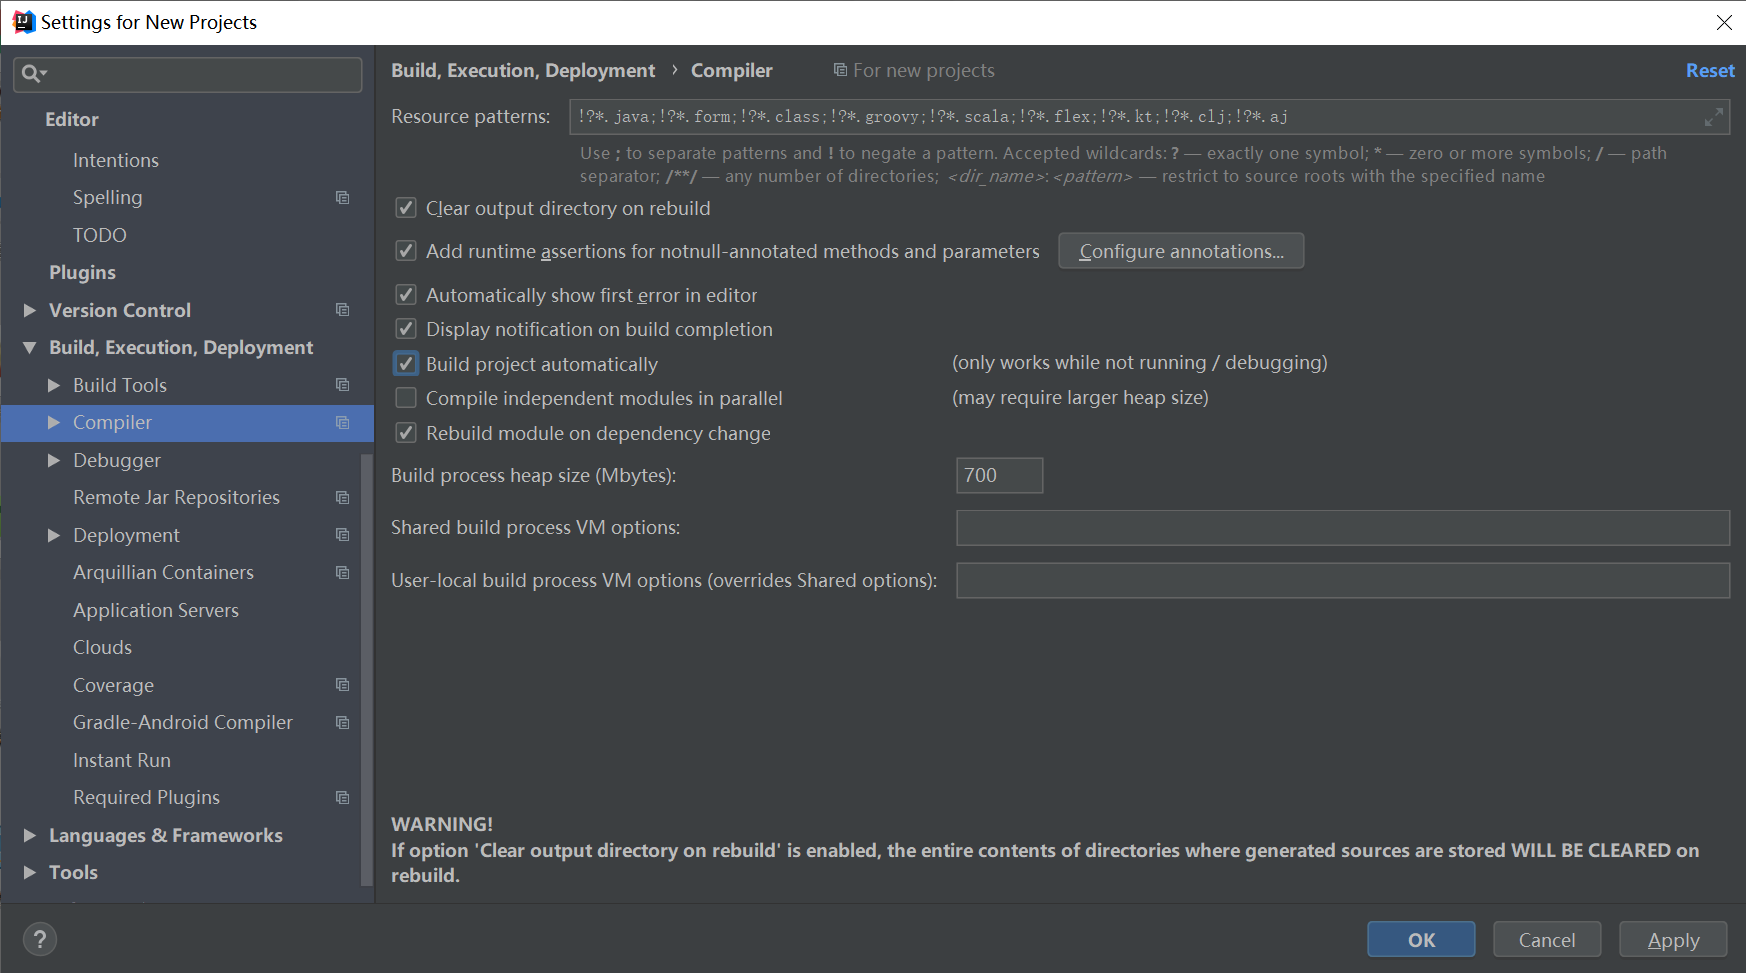 Settings for New Projects
Editor
Intentions
Spelling
TODO
Plugins
Version Control
Build, Execution, Deployment
Build Tools
Compiler
Debugger
Remote Jar Repositories
Deployment
Arquillian Containers
Application Servers
Clouds
Coverage
Gradle-Android Compiler
Instant Run
Required Plugins
Languages & Frameworks
Tools
Build, Execution, Deployment › Compiler For new projects Reset
Resource patterns: !?*.java;!?*.form;!?*.class;!?*.groovy;!?*.scala;!?*.flex;!?*.kt;!?*.clj;!?*.aj
Use ; to separate patterns and ! to negate a pattern. Accepted wildcards: ? — exactly one symbol; * — zero or more symbols; / — path
separator; /**/ — any number of directories; <dir_name>:<pattern> — restrict to source roots with the specified name
Clear output directory on rebuild
Add runtime assertions for notnull-annotated methods and parameters Configure annotations...
Automatically show first error in editor
Display notification on build completion
Build project automatically (only works while not running / debugging)
Compile independent modules in parallel (may require larger heap size)
Rebuild module on dependency change
Build process heap size (Mbytes): 700
Shared build process VM options:
User-local build process VM options (overrides Shared options):
WARNING!
If option 'Clear output directory on rebuild' is enabled, the entire contents of directories where generated sources are stored WILL BE CLEARED on
rebuild.
? OK Cancel Apply